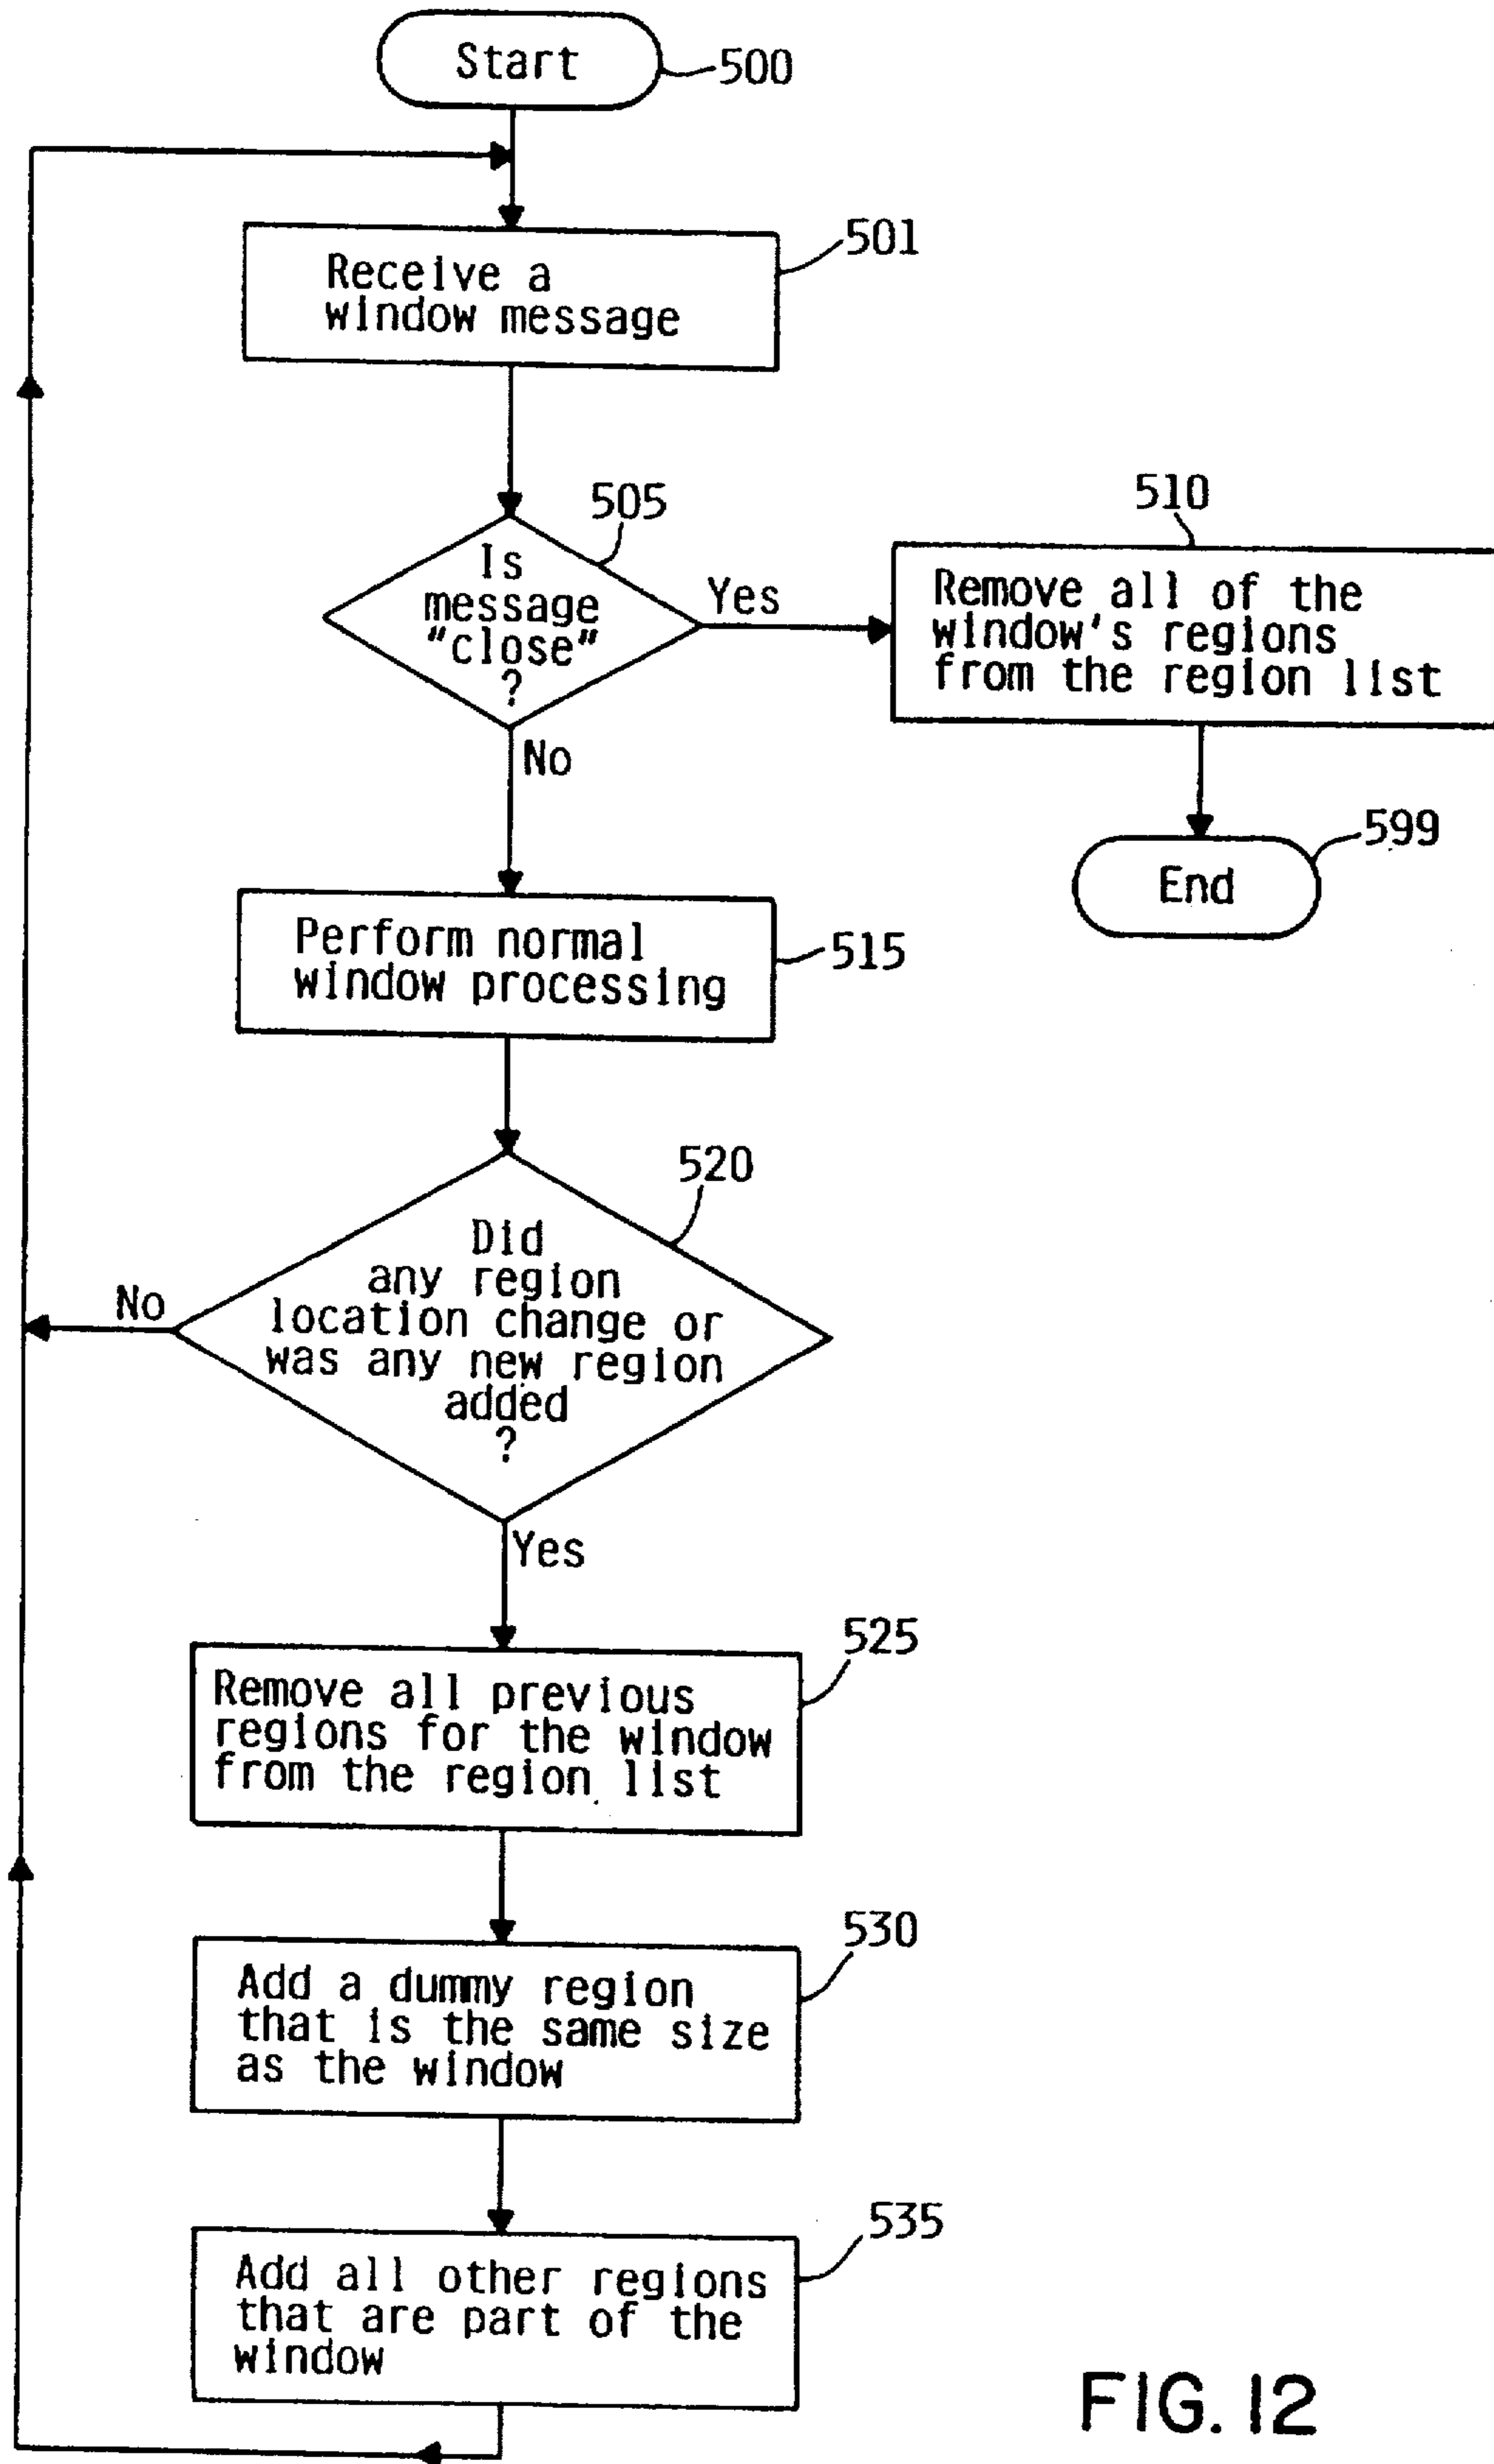 Start
500
Receive a
window message
501
Is
message
"close"
?
505
Yes
510
Remove all of the
window's regions
from the region list
No
End
599
Perform normal
window processing
515
Did
any region
location change or
was any new region
added
?
520
No
Yes
Remove all previous
regions for the window
from the region list
525
Add a dummy region
that is the same size
as the window
530
Add all other regions
that are part of the
window
535
FIG. 12